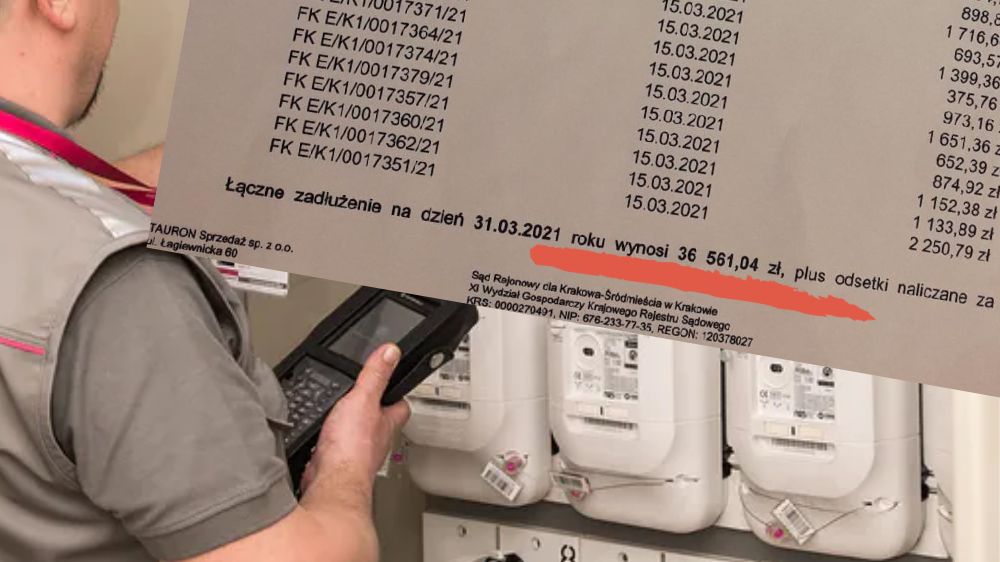 898,8
1 716,6
15.03.2021 693,57
15.03.2021 1 399,36
E/K1/0017371/21 15.03.2021 375,76
FK E/K1/0017364/21 15.03.2021 973,16
FK E/K1/0017374/21 15.03.2021 1 651,36 z
FK E/K1/0017379/21 15.03.2021 652,39 z
FK E/K1/0017357/21 15.03.2021 874,92 zł
FK E/K1/0017360/21 15.03.2021 1 152,38 zł
FK E/K1/0017362/21 15.03.2021 1 133,89 zł
FK E/K1/0017351/21 15.03.2021 2 250,79 zł
Łączne zadłużenie na dzień 31.03.2021 roku wynosi 36 561,04 zł, plus odsetki naliczane za
TAURON Sprzedaż sp. z o.o.
ul. Łagiewnicka 60
Sąd Rejonowy dla Krakowa-Śródmieścia w Krakowie
XI Wydział Gospodarczy Krajowego Rejestru Sądowego
KRS: 0000270491, NIP: 676-233-77-35, REGON: 120378027